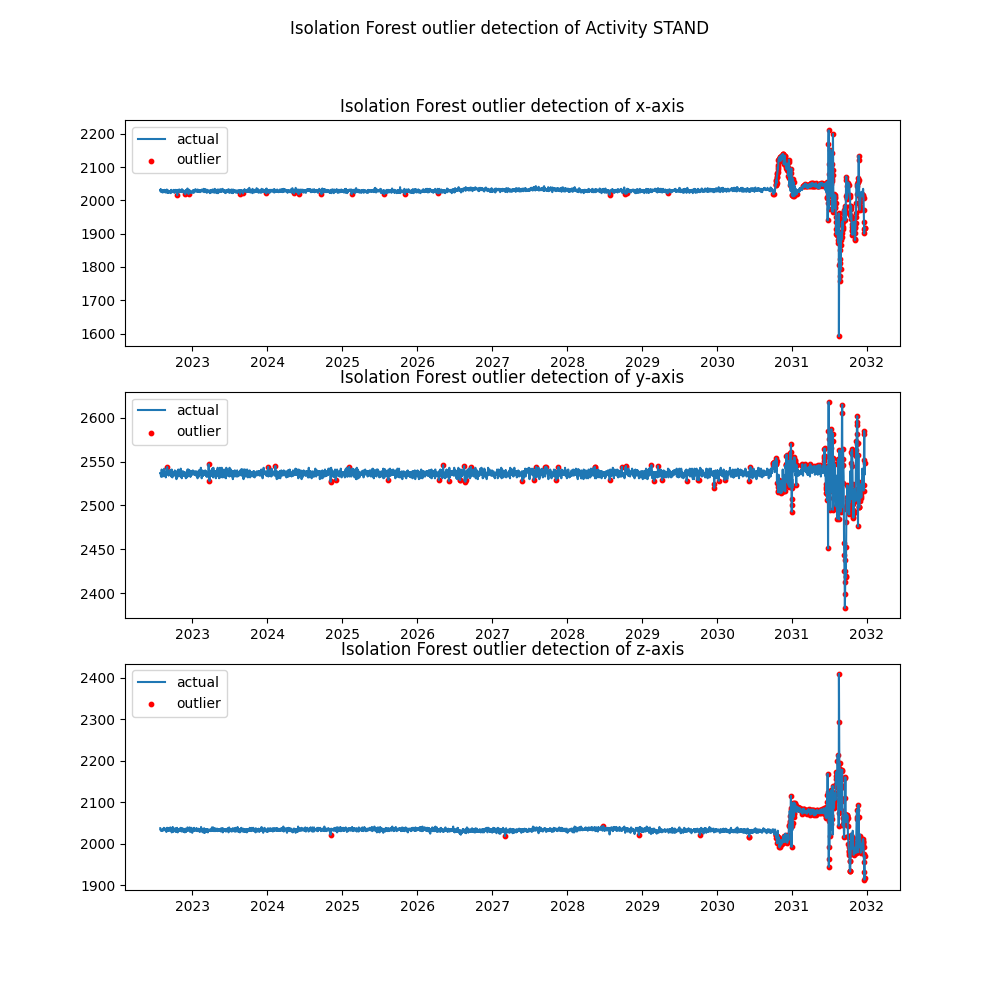 Isolation Forest outlier detection of Activity STAND
Isolation Forest outlier detection of x-axis
actual
outlier
2200
2100
2000
1900
1800
1700
1600
2023 2024 2025 2026 2027 2028 2029 2030 2031 2032
Isolation Forest outlier detection of y-axis
actual
outlier
2600
2550
2500
2450
2400
2023 2024 2025 2026 2027 2028 2029 2030 2031 2032
Isolation Forest outlier detection of z-axis
actual
outlier
2400
2300
2200
2100
2000
1900
2023 2024 2025 2026 2027 2028 2029 2030 2031 2032